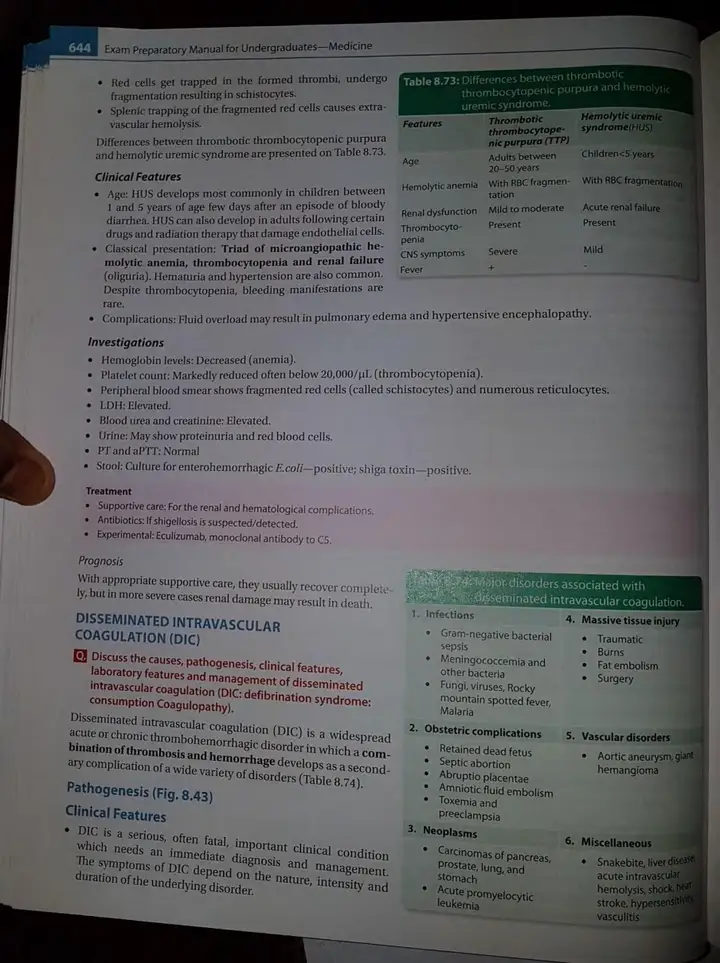 644 Exam Preparatory Manual for Undergraduates—Medicine
• Red cells get trapped in the formed thrombi, undergo
fragmentation resulting in schistocytes.
• Splenic trapping of the fragmented red cells causes extra-
vascular hemolysis.
Differences between thrombotic thrombocytopenic purpura
and hemolytic uremic syndrome are presented on Table 8.73.
Clinical Features
• Age: HUS develops most commonly in children between
1 and 5 years of age few days after an episode of bloody
diarrhea. HUS can also develop in adults following certain
drugs and radiation therapy that damage endothelial cells.
• Classical presentation: Triad of microangiopathic he-
molytic anemia, thrombocytopenia and renal failure
(oliguria). Hematuria and hypertension are also common.
Despite thrombocytopenia, bleeding manifestations are
rare.
• Complications: Fluid overload may result in pulmonary edema and hypertensive encephalopathy.
Table 8.73: Differences between thrombotic
thrombocytopenic purpura and hemolytic
uremic syndrome.
Features Thrombotic Hemolytic uremic
thrombocytope- syndrome(HUS)
nic purpura (TTP)
Age Adults between Children<5 years
20–50 years
Hemolytic anemia With RBC fragmen- With RBC fragmentation
tation
Renal dysfunction Mild to moderate Acute renal failure
Thrombocyto- Present Present
penia
CNS symptoms Severe Mild
Fever + -
Investigations
• Hemoglobin levels: Decreased (anemia).
• Platelet count: Markedly reduced often below 20,000/µL (thrombocytopenia).
• Peripheral blood smear shows fragmented red cells (called schistocytes) and numerous reticulocytes.
• LDH: Elevated.
• Blood urea and creatinine: Elevated.
• Urine: May show proteinuria and red blood cells.
• PT and aPTT: Normal
• Stool: Culture for enterohemorrhagic E.coli—positive; shiga toxin—positive.
Treatment
• Supportive care: For the renal and hematological complications.
• Antibiotics: If shigellosis is suspected/detected.
• Experimental: Eculizumab, monoclonal antibody to C5.
Prognosis
With appropriate supportive care, they usually recover complete-
ly, but in more severe cases renal damage may result in death.
DISSEMINATED INTRAVASCULAR
COAGULATION (DIC)
Q. Discuss the causes, pathogenesis, clinical features,
laboratory features and management of disseminated
intravascular coagulation (DIC: defibrination syndrome:
consumption Coagulopathy).
Disseminated intravascular coagulation (DIC) is a widespread
acute or chronic thrombohemorrhagic disorder in which a com-
bination of thrombosis and hemorrhage develops as a second-
ary complication of a wide variety of disorders (Table 8.74).
Pathogenesis (Fig. 8.43)
Clinical Features
• DIC is a serious, often fatal, important clinical condition
which needs an immediate diagnosis and management.
The symptoms of DIC depend on the nature, intensity and
duration of the underlying disorder.
Table 8.74: Major disorders associated with
disseminated intravascular coagulation.
1. Infections
• Gram-negative bacterial
sepsis
• Meningococcemia and
other bacteria
• Fungi, viruses, Rocky
mountain spotted fever,
Malaria
2. Obstetric complications
• Retained dead fetus
• Septic abortion
• Abruptio placentae
• Amniotic fluid embolism
• Toxemia and
preeclampsia
3. Neoplasms
• Carcinomas of pancreas,
prostate, lung, and
stomach
• Acute promyelocytic
leukemia
4. Massive tissue injury
• Traumatic
• Burns
• Fat embolism
• Surgery
5. Vascular disorders
• Aortic aneurysm, giant
hemangioma
6. Miscellaneous
• Snakebite, liver disease
acute intravascular
hemolysis, shock, heat
stroke, hypersensitivity
vasculitis